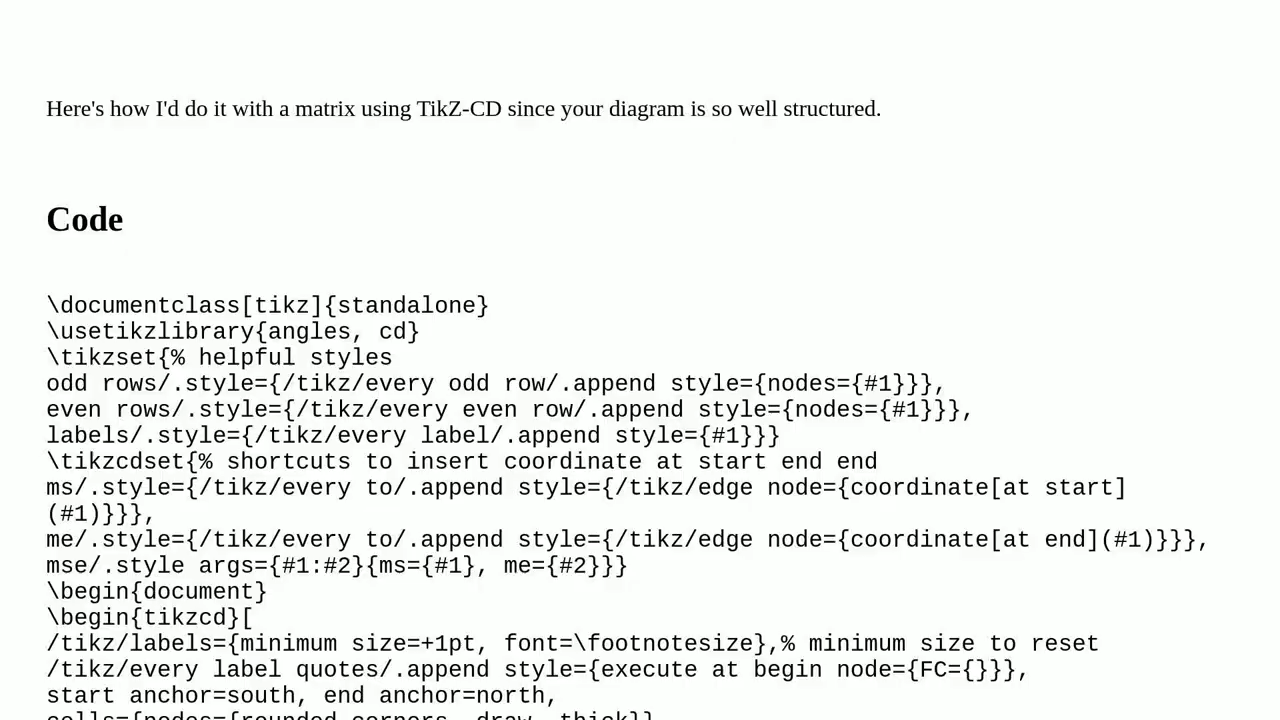 Here's how I'd do it with a matrix using TikZ-CD since your diagram is so well structured.
Code
\documentclass[tikz]{standalone}
\usetikzlibrary{angles, cd}
\tikzset{% helpful styles
odd rows/.style={/tikz/every odd row/.append style={nodes={#1}}},
even rows/.style={/tikz/every even row/.append style={nodes={#1}}},
labels/.style={/tikz/every label/.append style={#1}}}
\tikzcdset{% shortcuts to insert coordinate at start end end
ms/.style={/tikz/every to/.append style={/tikz/edge node={coordinate[at start]
(#1)}}},
me/.style={/tikz/every to/.append style={/tikz/edge node={coordinate[at end](#1)}}},
mse/.style args={#1:#2}{ms={#1}, me={#2}}}
\begin{document}
\begin{tikzcd}[
/tikz/labels={minimum size=+1pt, font=\footnotesize},% minimum size to reset
/tikz/every label quotes/.append style={execute at begin node={FC={}}},
start anchor=south, end anchor=north,
cells={nodes={rounded corners, draw, thick}}